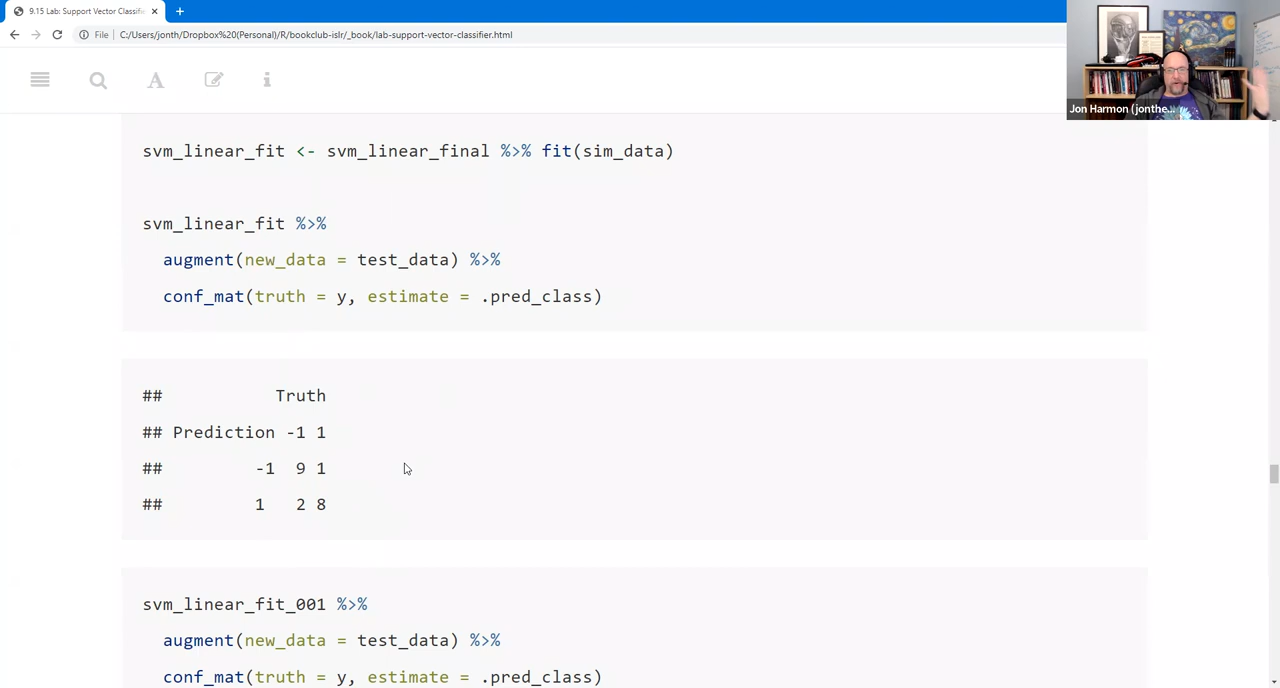 9.15 Lab: Support Vector Classifi
File C:/Users/jonth/Dropbox%20(Personal)/R/bookclub-islr/_book/lab-support-vector-classifier.html
Jon Harmon (jonthe...
svm_linear_fit <- svm_linear_final %>% fit(sim_data)
svm_linear_fit %>%
augment(new_data = test_data) %>%
conf_mat(truth = y, estimate = .pred_class)
## Truth
## Prediction -1 1
## -1 9 1
## 1 2 8
svm_linear_fit_001 %>%
augment(new_data = test_data) %>%
conf_mat(truth = y, estimate = .pred_class)